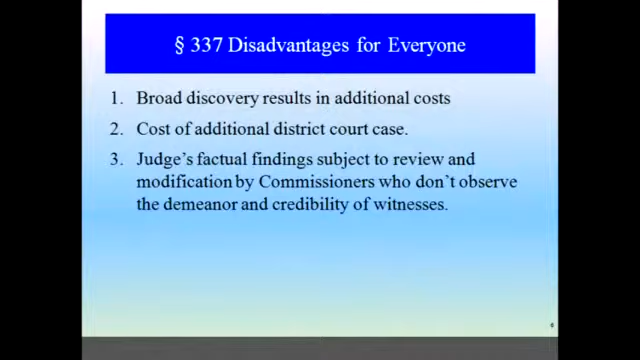 § 337 Disadvantages for Everyone
1. Broad discovery results in additional costs
2. Cost of additional district court case.
3. Judge's factual findings subject to review and
modification by Commissioners who don't observe
the demeanor and credibility of witnesses.